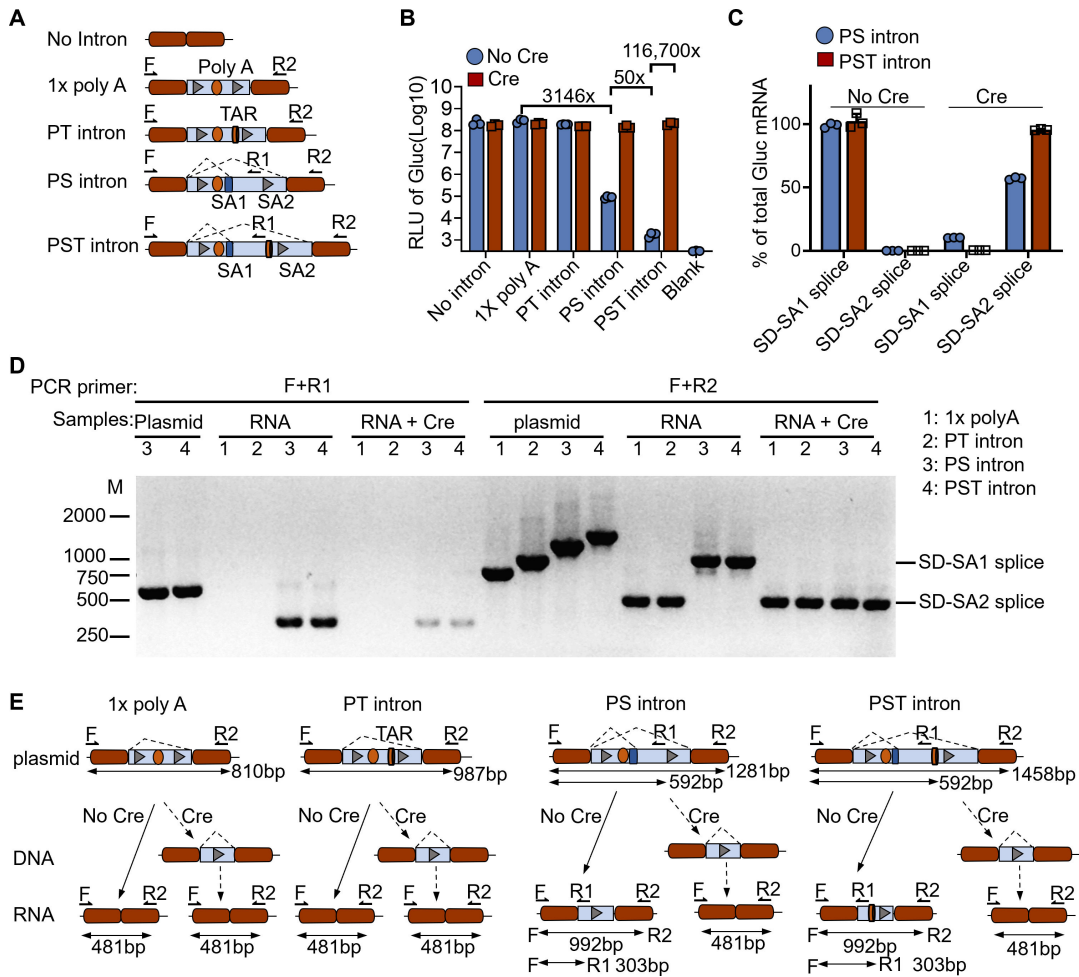 A
No Intron
F
Poly A
R2
1x poly A
F
TAR
R2
PT intron
F
R1
R2
PS intron
SA1
SA2
F
R1
R2
PST intron
SA1
SA2
B
No Cre
Cre
116,700x
50x
3146x
RLU of Gluc(Log10)
10
9
8
7
6
5
4
3
No intron
1X poly A
PT intron
PS intron
PST intron
Blank
C
PS intron
PST intron
No Cre
Cre
% of total Gluc mRNA
100
50
0
SD-SA1 splice
SD-SA2 splice
SD-SA1 splice
SD-SA2 splice
D
PCR primer:
F+R1
F+R2
Samples:
Plasmid
RNA
RNA + Cre
plasmid
RNA
RNA + Cre
3 4 1 2 3 4 1 2 3 4 1 2 3 4 1 2 3 4 1 2 3 4
1: 1x polyA
2: PT intron
3: PS intron
4: PST intron
M
2000
1000
750
500
250
SD-SA1 splice
SD-SA2 splice
E
1x poly A
PT intron
PS intron
PST intron
plasmid
F
R2
810bp
F
TAR
R2
987bp
F
R1
R2
1281bp
592bp
F
R1
R2
1458bp
592bp
No Cre
Cre
No Cre
Cre
No Cre
Cre
No Cre
Cre
DNA
RNA
F
R2
481bp
F
R2
481bp
F
R2
481bp
F
R2
481bp
F
R1
R2
992bp
F
R2
F
R1 303bp
F
R2
481bp
F
R1
R2
992bp
F
R2
F
R1 303bp
F
R2
481bp